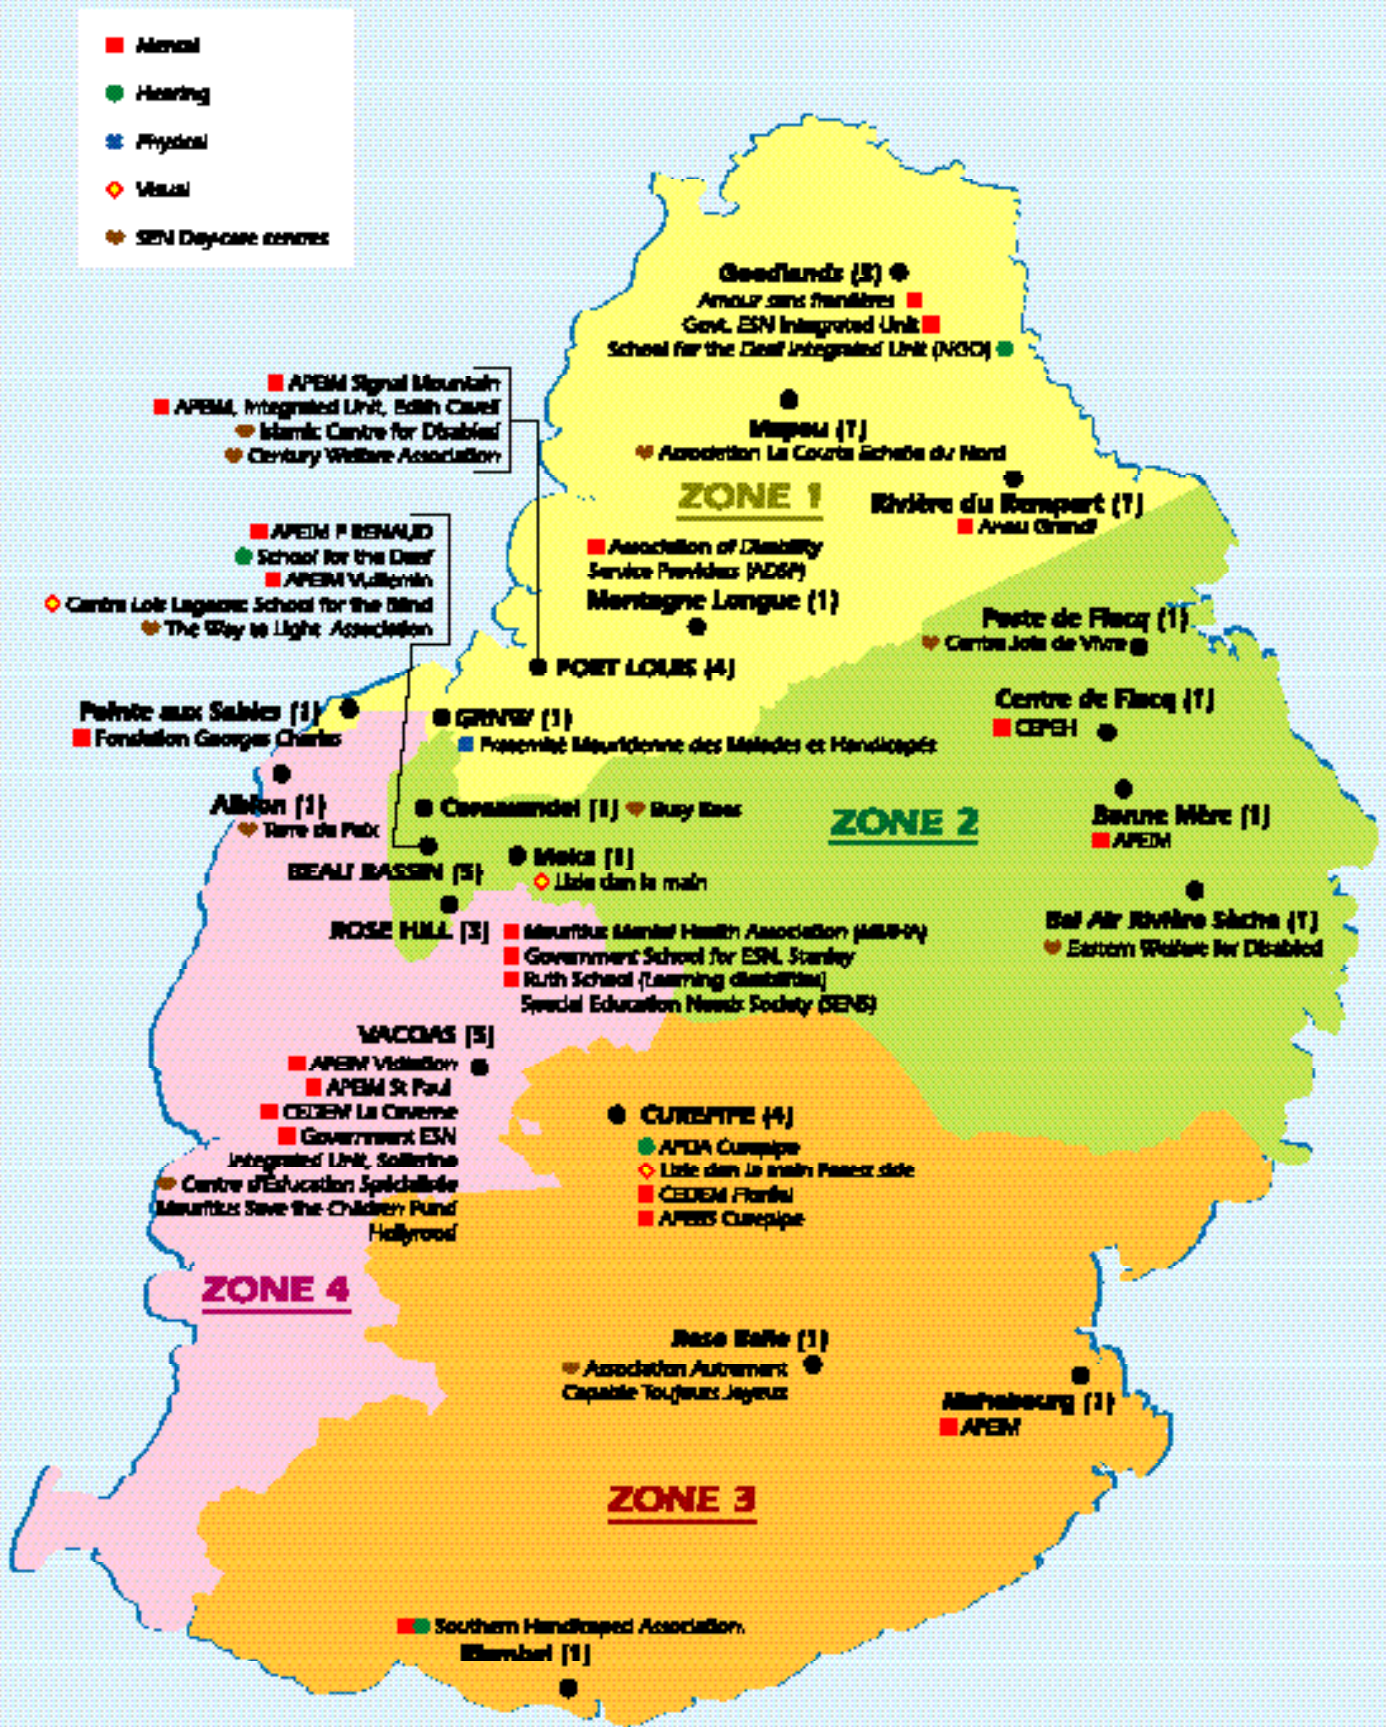 Mental
Hearing
Physical
Visual
SEN Day-care centres
Goodlands (3)
Amour sans frontières
Govt. ESN Integrated Unit
School for the Deaf Integrated Unit (NGO)
APEIM Signal Mountain
APEIM, Integrated Unit, Edith Cavell
Islamic Centre for Disabled
Century Welfare Association
Mapou (1)
Association La Courte Echelle du Nord
ZONE 1
Rivière du Rempart (1)
Anou Grandi
APEIM P RENAUD
School for the Deaf
APEIM Vuillemin
Centre Lois Lagesse: School for the Blind
The Way to Light Association
Association of Disability
Service Providers (ADSP)
Montagne Longue (1)
Poste de Flacq (1)
Centre Joie de Vivre
PORT LOUIS (4)
Centre de Flacq (1)
CEPEH
Pointe aux Sables (1)
Fondation Georges Charles
GRNW (1)
Fraternité Mauricienne des Malades et Handicapés
Albion (1)
Terre de Paix
Coromandel (1)
Busy Bees
ZONE 2
Bonne Mère (1)
APEIM
BEAU BASSIN (5)
Moka (1)
Lizie dan la main
ROSE HILL (3)
Mauritius Mental Health Association (MMHA)
Government School for ESN, Stanley
Ruth School (Learning disabilities)
Special Education Needs Society (SENS)
Bel Air Rivière Sèche (1)
Eastern Welfare for Disabled
VACOAS (5)
APEIM Visitation
APEIM St Paul
CEDEM La Caverne
Government ESN
Integrated Unit, Solferino
Centre d'Education Spécialisée
Mauritius Save the Children Fund
Hollyrood
CUREPIPE (4)
APDA Curepipe
Lizie dan la main Forest side
CEDEM Floréal
Curepipe
ZONE 4
Rose Belle (1)
Association Autrement
Capable Toujours Joyeux
Mahebourg (1)
APEIM
ZONE 3
Southern Handicaped Association
(1)